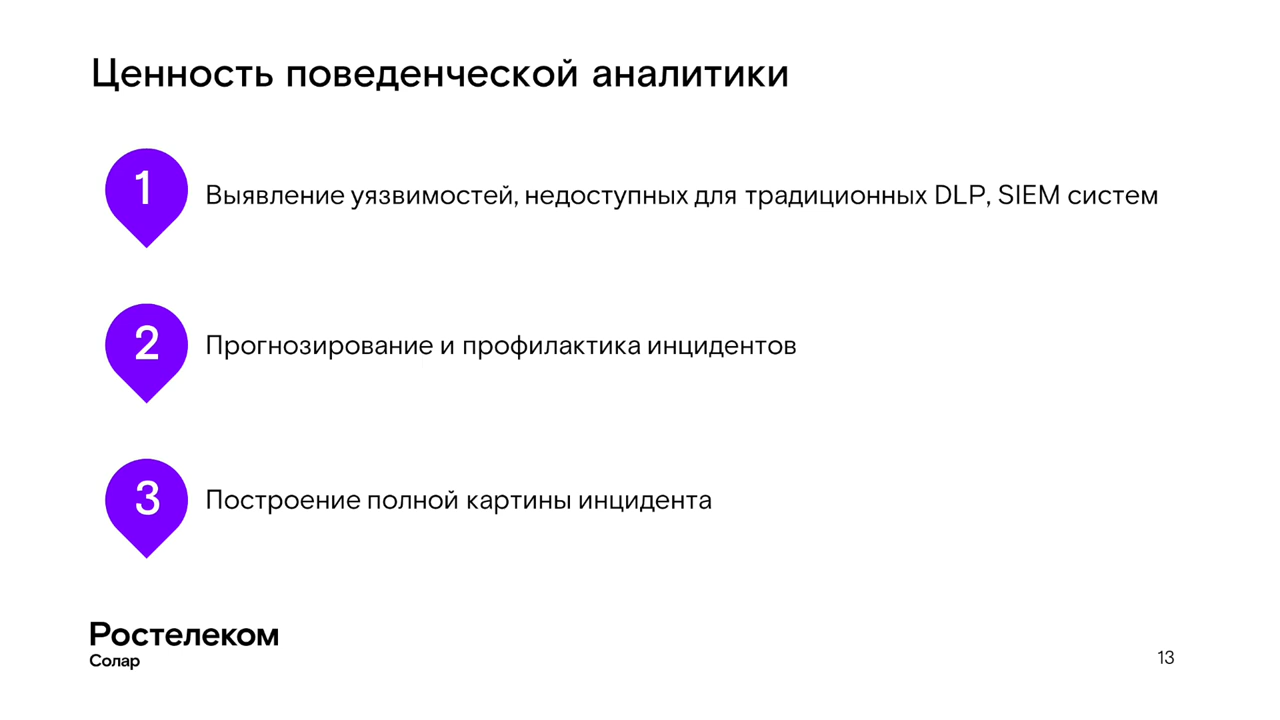 Ценность поведенческой аналитики
1
Выявление уязвимостей, недоступных для традиционных DLP, SIEM систем
2
Прогнозирование и профилактика инцидентов
3
Построение полной картины инцидента
Ростелеком
Солар
13